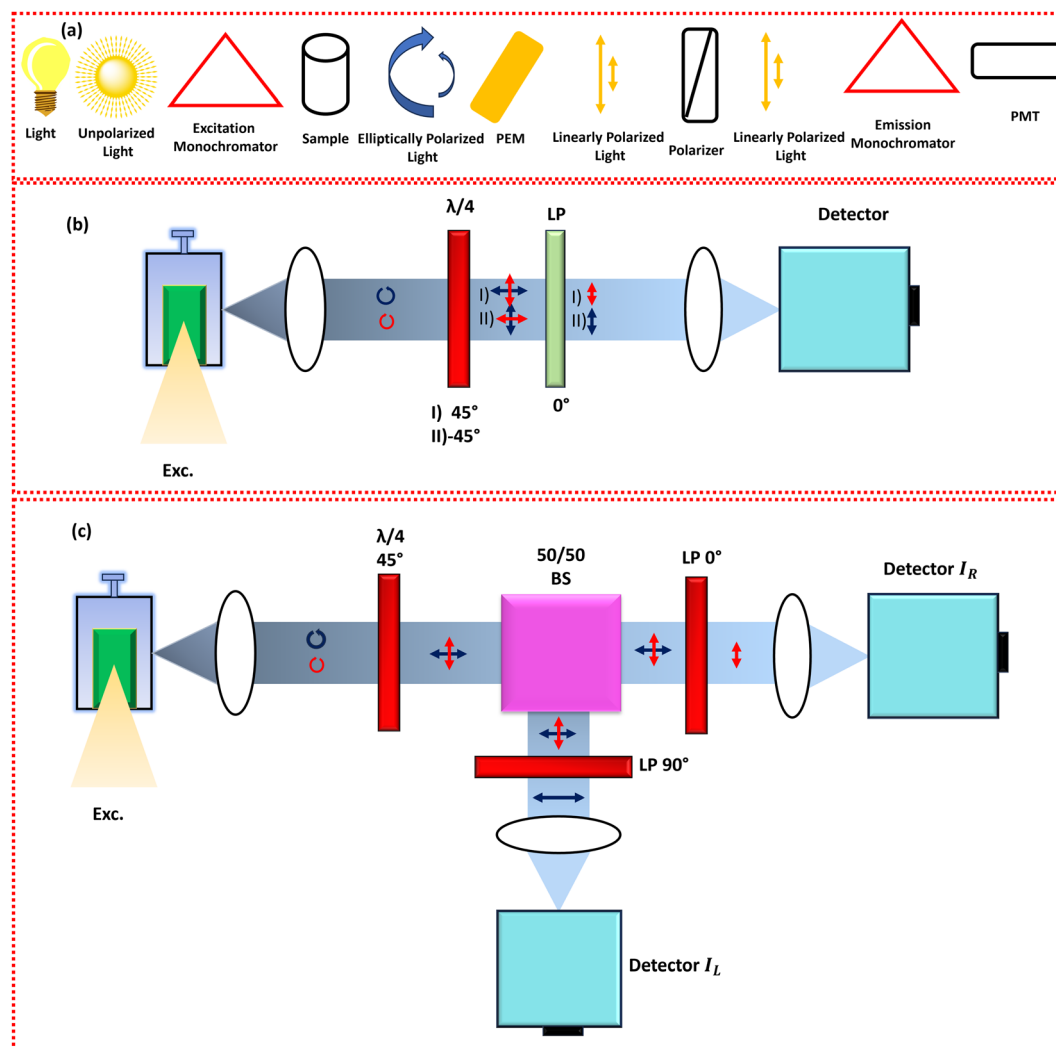 (a)
Light
Unpolarized
Light
Excitation
Monochromator
Sample
Elliptically Polarized
Light
PEM
Linearly Polarized
Light
Polarizer
Linearly Polarized
Light
Emission
Monochromator
PMT
(b)
λ/4
LP
Detector
I)
II)
I)
II)
I) 45°
II)-45°
0°
Exc.
(c)
λ/4
45°
50/50
BS
LP 0°
Detector I_R
LP 90°
Exc.
Detector I_L